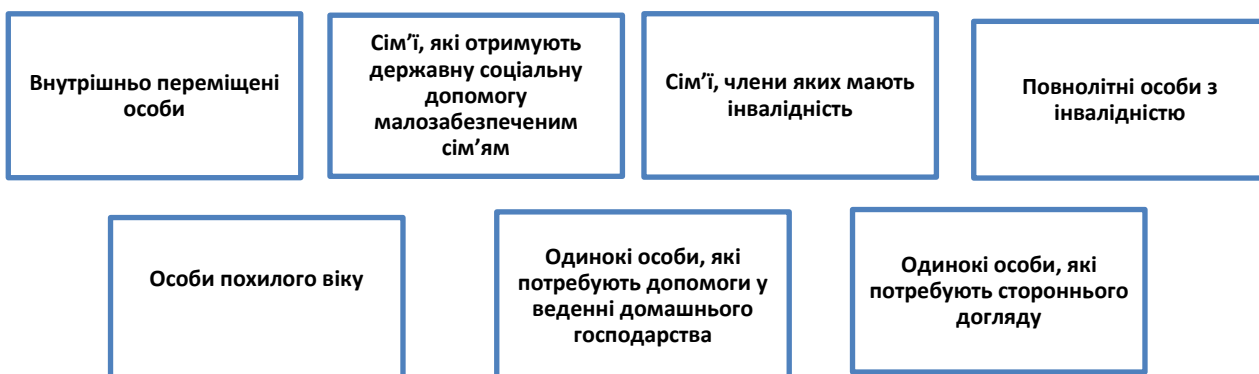 Внутрішньо переміщені
особи
Сім’ї, які отримують
державну соціальну
допомогу
малозабезпеченим
сім’ям
Сім’ї, члени яких мають
інвалідність
Повнолітні особи з
інвалідністю
Особи похилого віку
Одинокі особи, які
потребують допомоги у
веденні домашнього
господарства
Одинокі особи, які
потребують стороннього
догляду